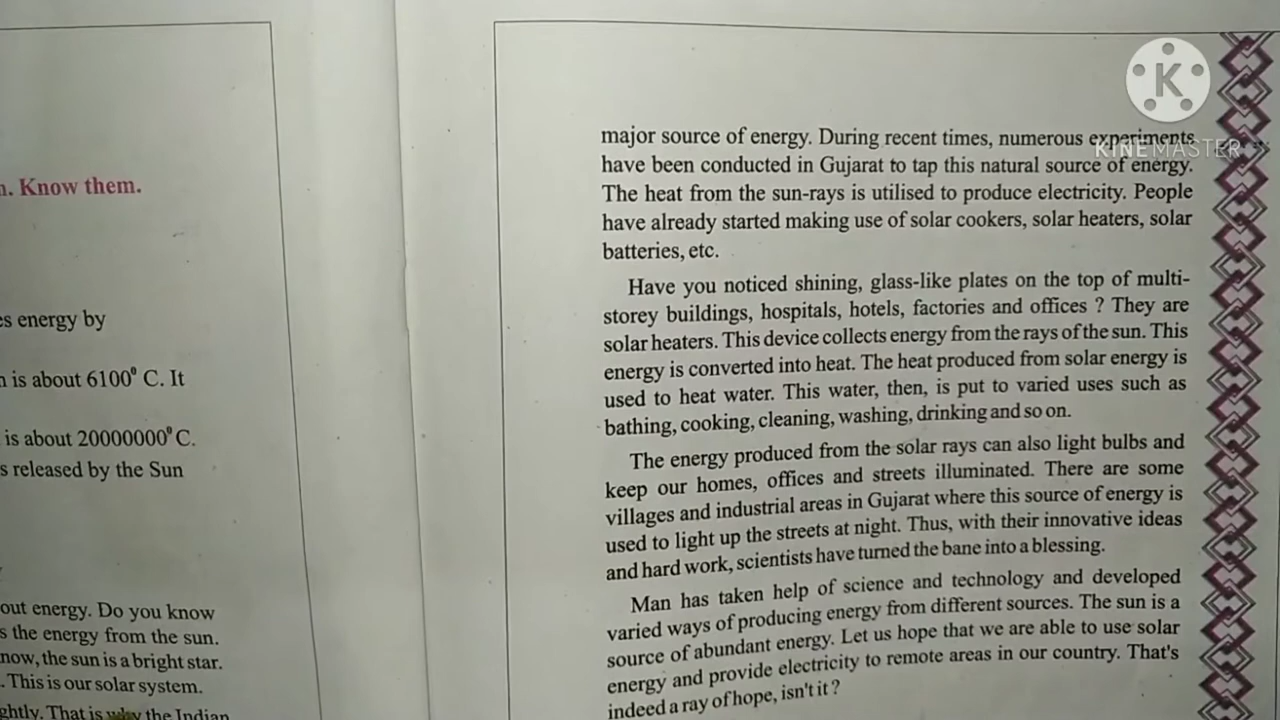 . Know them.
energy by
is about 6100⁰ C. It
is about 20000000⁰ C.
released by the Sun
out energy. Do you know
the energy from the sun.
now, the sun is a bright star.
. This is our solar system.
ghtly. That is why the Indian
K
KINEMASTER
major source of energy. During recent times, numerous experiments
have been conducted in Gujarat to tap this natural source of energy.
The heat from the sun-rays is utilised to produce electricity. People
have already started making use of solar cookers, solar heaters, solar
batteries, etc.
Have you noticed shining, glass-like plates on the top of multi-
storey buildings, hospitals, hotels, factories and offices ? They are
solar heaters. This device collects energy from the rays of the sun. This
energy is converted into heat. The heat produced from solar energy is
used to heat water. This water, then, is put to varied uses such as
bathing, cooking, cleaning, washing, drinking and so on.
The energy produced from the solar rays can also light bulbs and
keep our homes, offices and streets illuminated. There are some
villages and industrial areas in Gujarat where this source of energy is
used to light up the streets at night. Thus, with their innovative ideas
and hard work, scientists have turned the bane into a blessing.
Man has taken help of science and technology and developed
varied ways of producing energy from different sources. The sun is a
source of abundant energy. Let us hope that we are able to use solar
energy and provide electricity to remote areas in our country. That's
indeed a ray of hope, isn't it ?